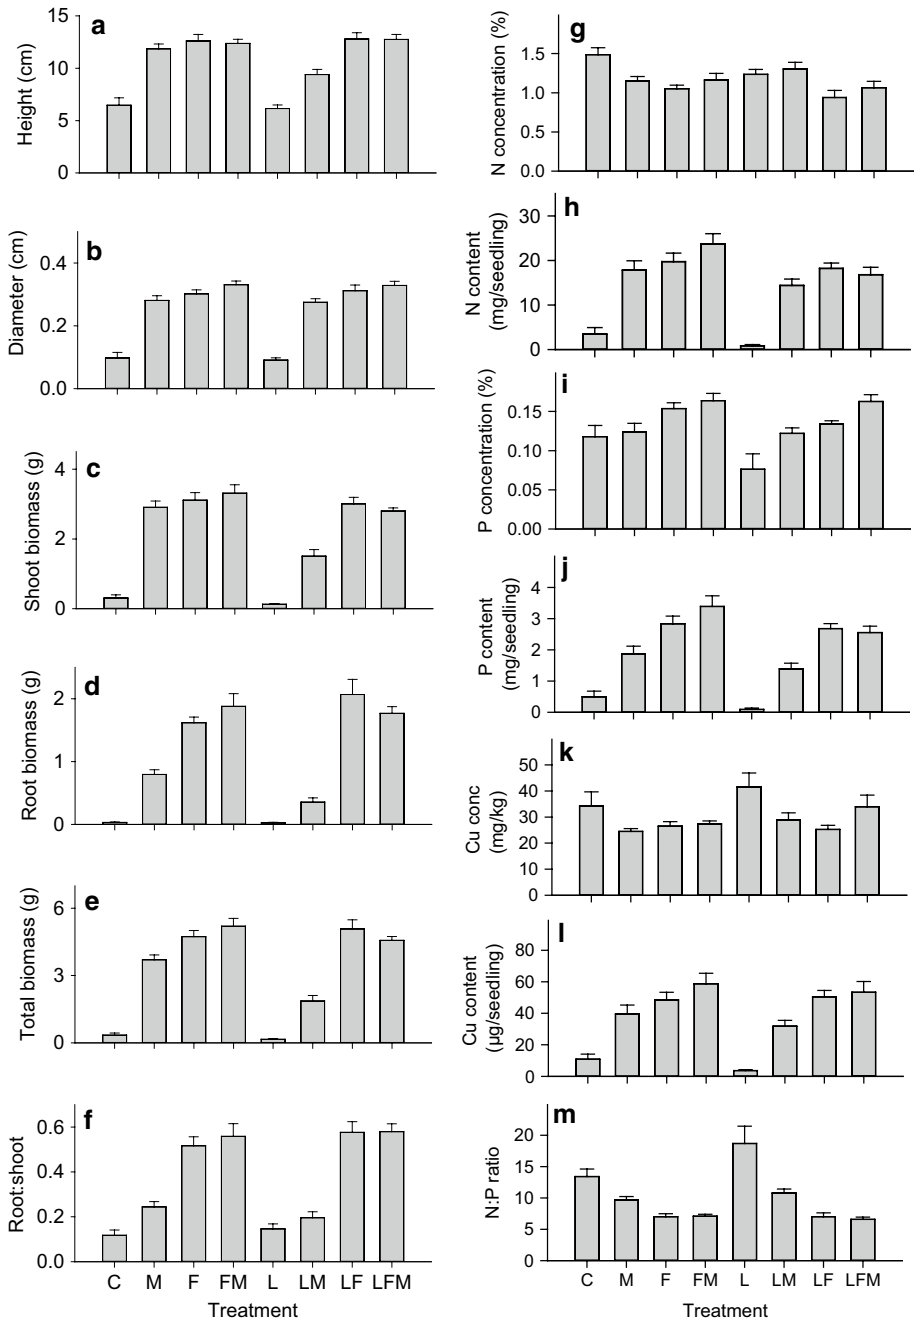 a
Height (cm)
15
10
5
0
b
Diameter (cm)
0.4
0.2
0.0
c
Shoot biomass (g)
4
2
0
d
Root biomass (g)
2
1
0
e
Total biomass (g)
6
3
0
f
Root:shoot
0.6
0.4
0.2
0.0
C M F FM L LM LF LFM
Treatment
g
N concentration (%)
1.5
1.0
0.5
0.0
h
N content
(mg/seedling)
30
20
10
0
i
P concentration (%)
0.15
0.10
0.05
0.00
j
P content
(mg/seedling)
4
3
2
1
0
k
Cu conc
(mg/kg)
50
40
30
20
10
0
l
Cu content
(µg/seedling)
80
60
40
20
0
m
N:P ratio
20
15
10
5
0
C M F FM L LM LF LFM
Treatment